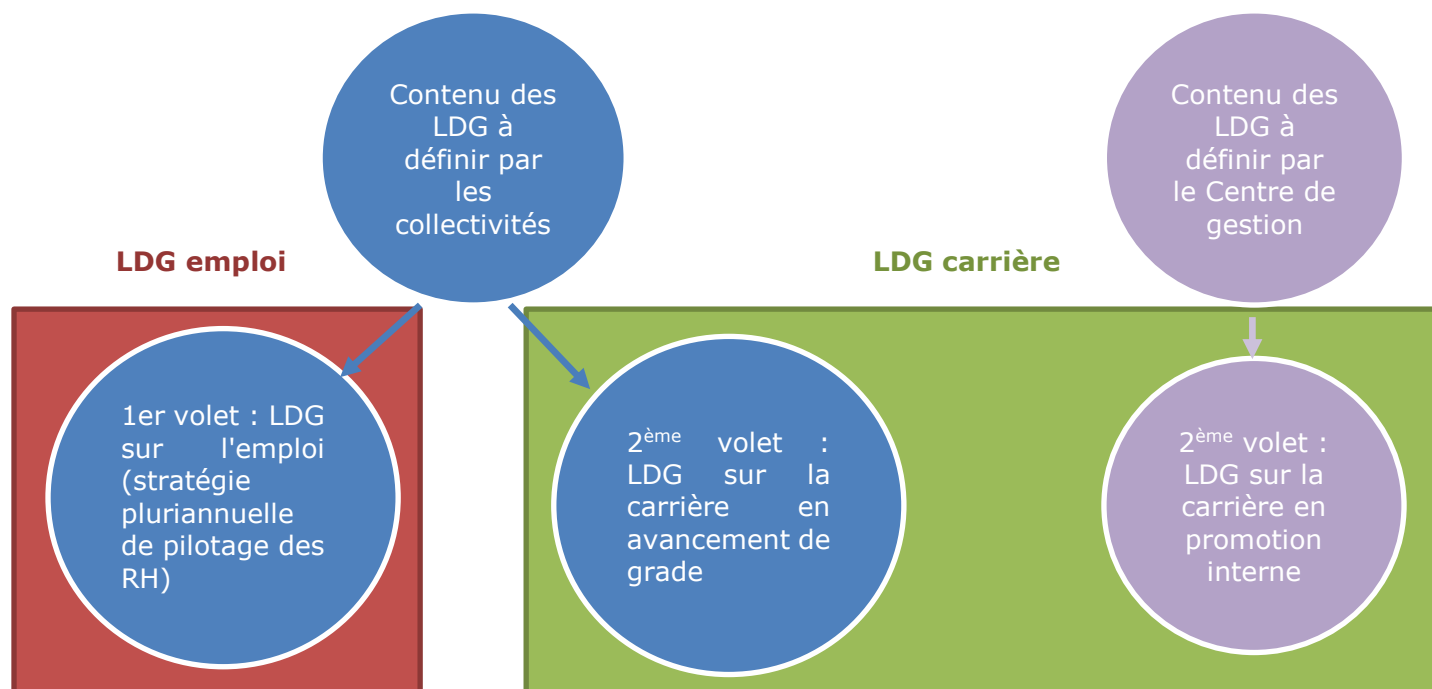 Contenu des
LDG à
définir par
les
collectivités
Contenu des
LDG à
définir par
le Centre de
gestion
LDG emploi
LDG carrière
1er volet : LDG
sur l'emploi
(stratégie
pluriannuelle
de pilotage des
RH)
2ème volet :
LDG sur la
carrière en
avancement de
grade
2ème volet :
LDG sur la
carrière en
promotion
interne